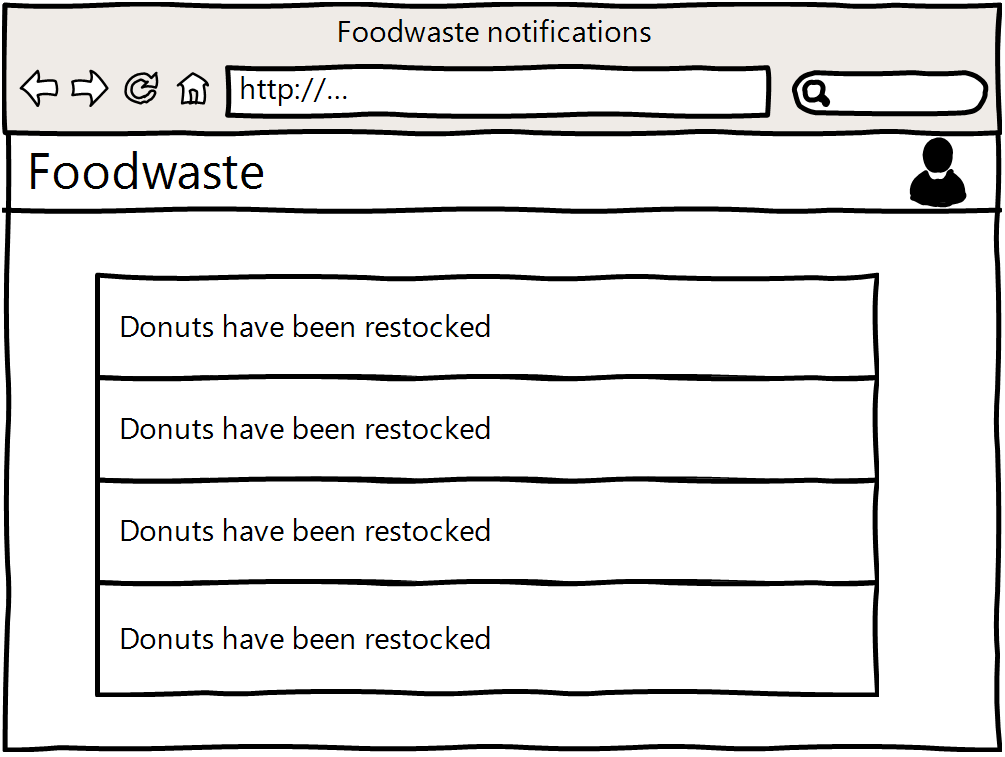 Foodwaste notifications
http://...
Foodwaste
Donuts have been restocked
Donuts have been restocked
Donuts have been restocked
Donuts have been restocked